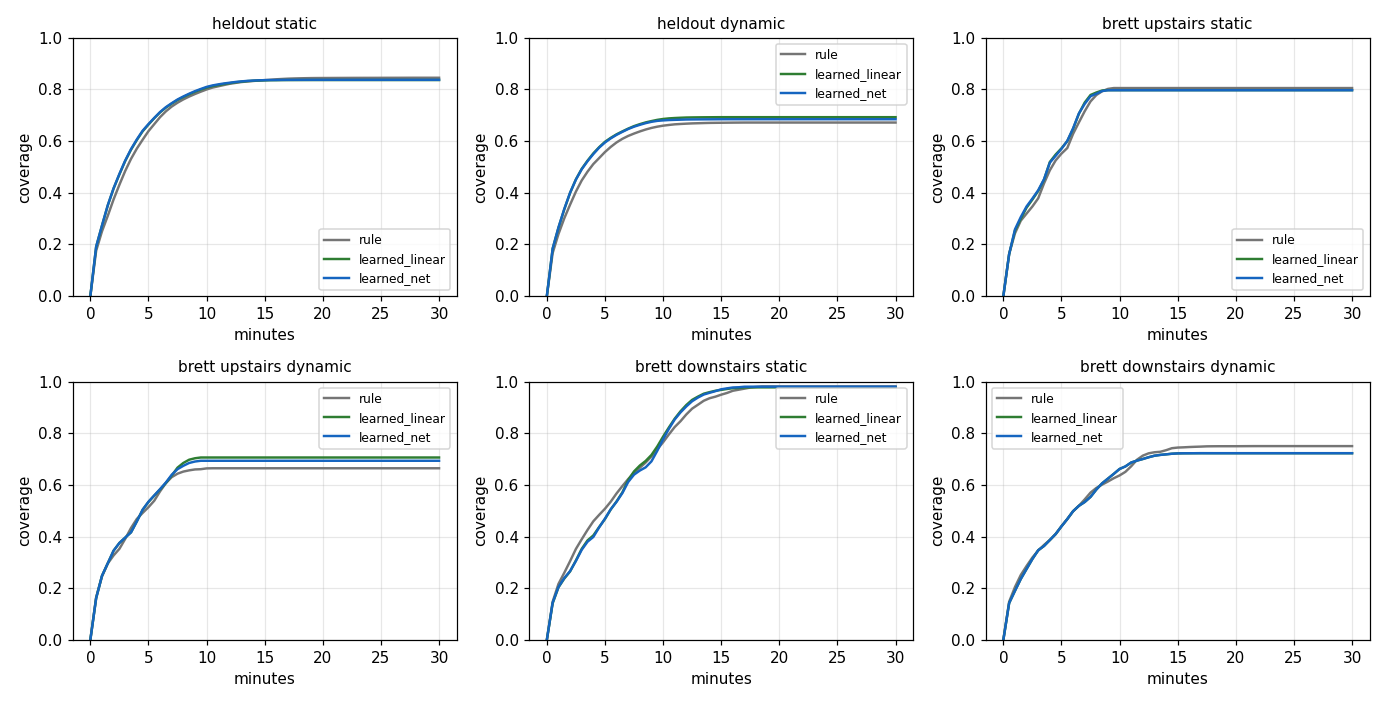 heldout static
1.0
0.8
0.6
0.4
0.2
0.0
coverage
rule
learned_linear
learned_net
0 5 10 15 20 25 30
minutes
heldout dynamic
1.0
0.8
0.6
0.4
0.2
0.0
coverage
rule
learned_linear
learned_net
0 5 10 15 20 25 30
minutes
brett upstairs static
1.0
0.8
0.6
0.4
0.2
0.0
coverage
rule
learned_linear
learned_net
0 5 10 15 20 25 30
minutes
brett upstairs dynamic
1.0
0.8
0.6
0.4
0.2
0.0
coverage
rule
learned_linear
learned_net
0 5 10 15 20 25 30
minutes
brett downstairs static
1.0
0.8
0.6
0.4
0.2
0.0
coverage
rule
learned_linear
learned_net
0 5 10 15 20 25 30
minutes
brett downstairs dynamic
1.0
0.8
0.6
0.4
0.2
0.0
coverage
rule
learned_linear
learned_net
0 5 10 15 20 25 30
minutes